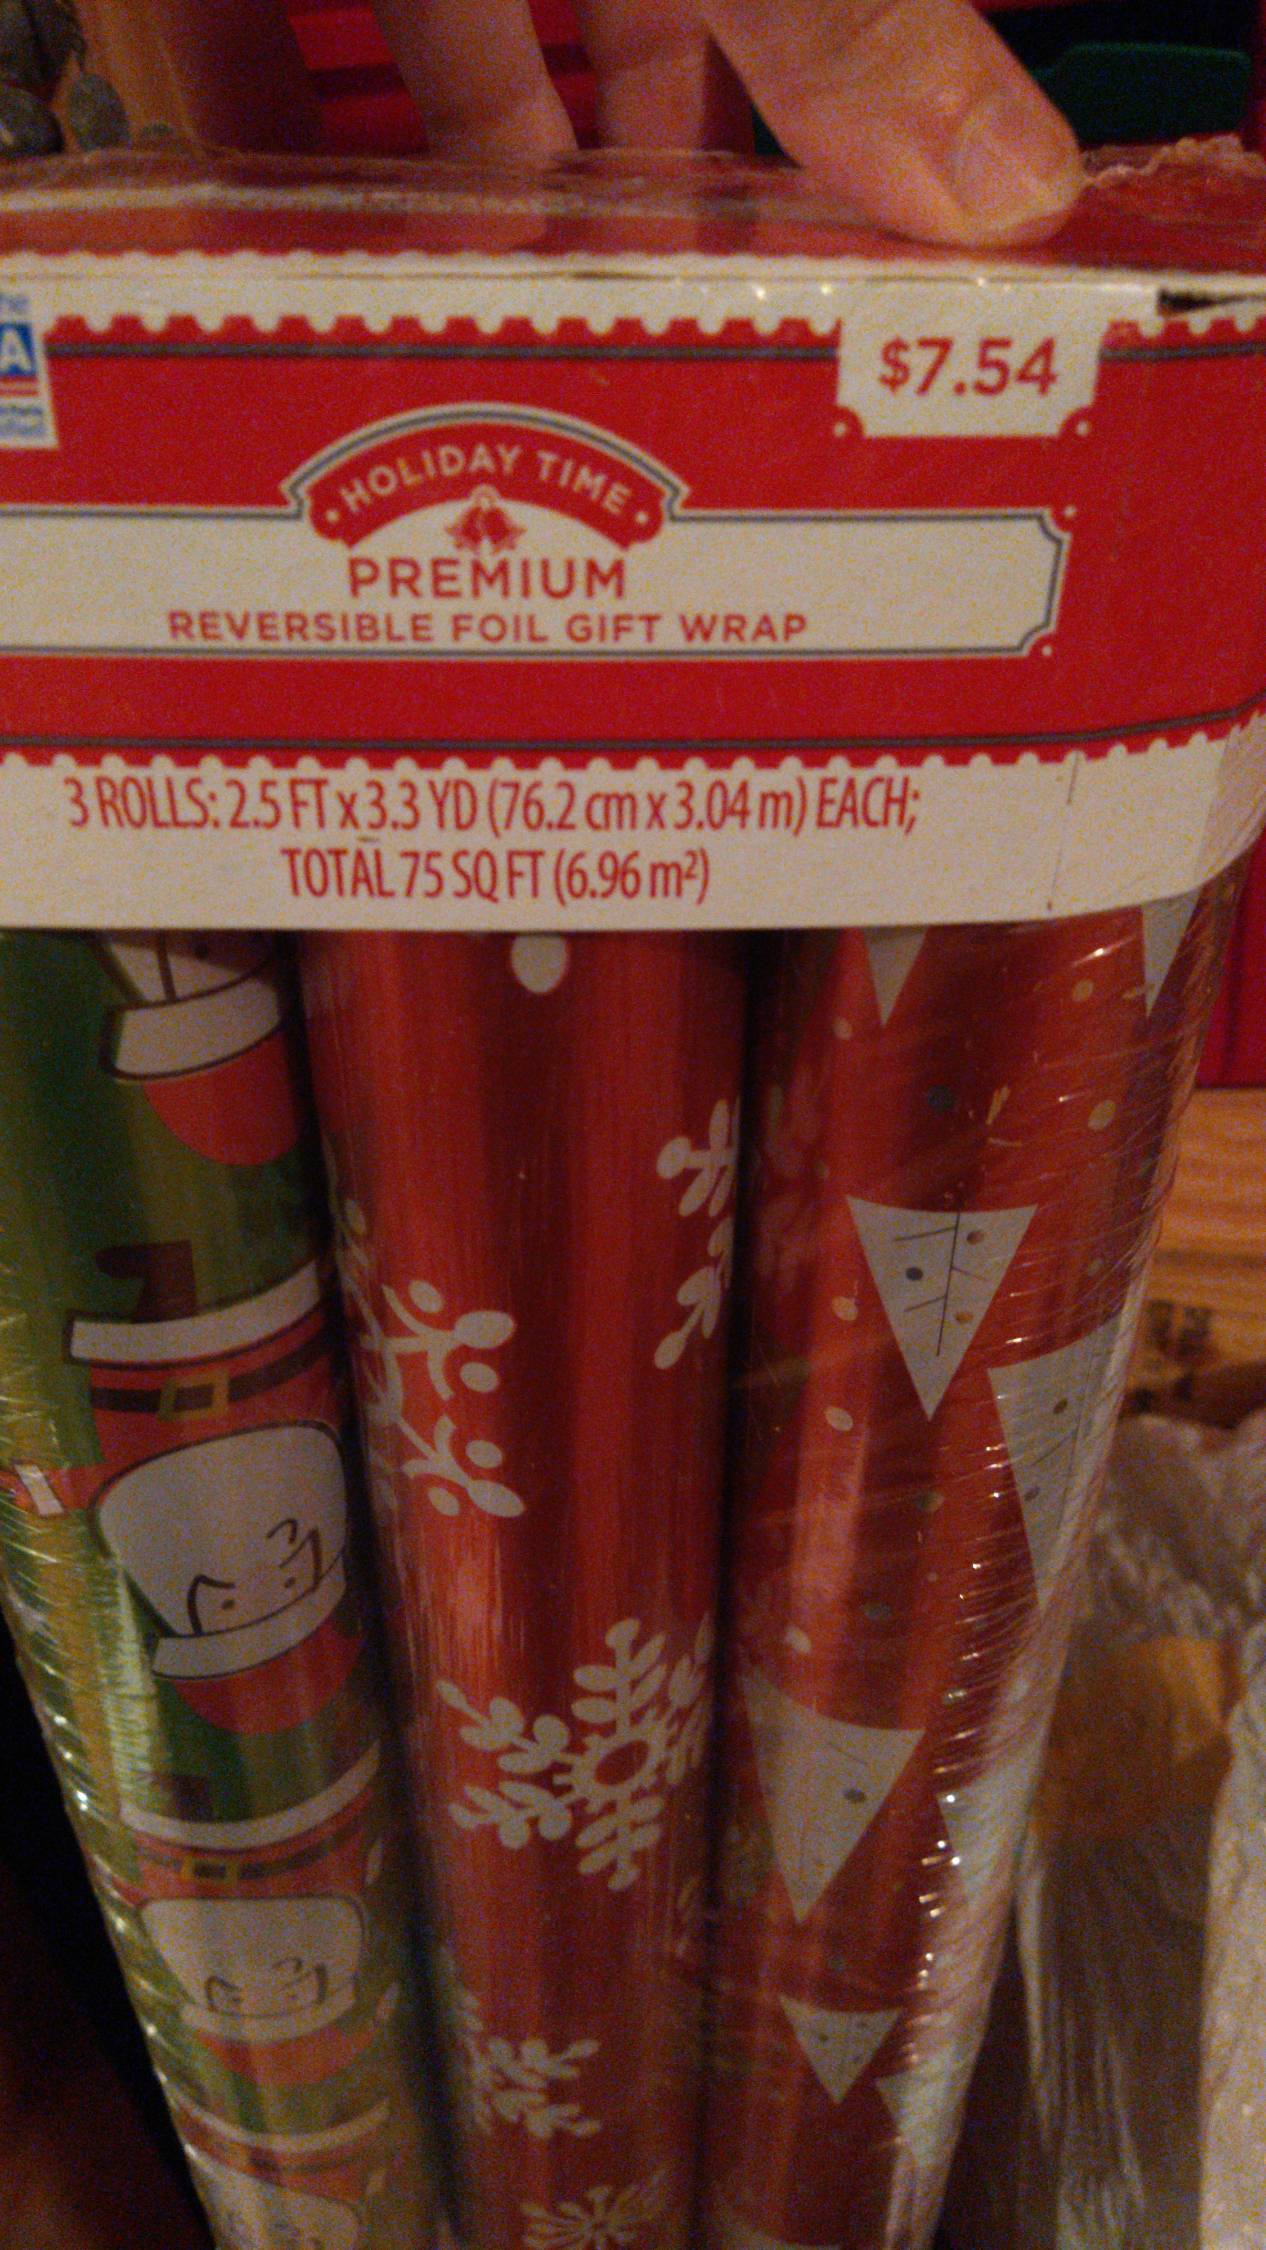 he
A
$7.54
HOLIDAY TIME
PREMIUM
REVERSIBLE FOIL GIFT WRAP
3 ROLLS: 2.5 FT x 3.3 YD (76.2 cm x 3.04 m) EACH;
TOTAL 75 SQ FT (6.96 m²)